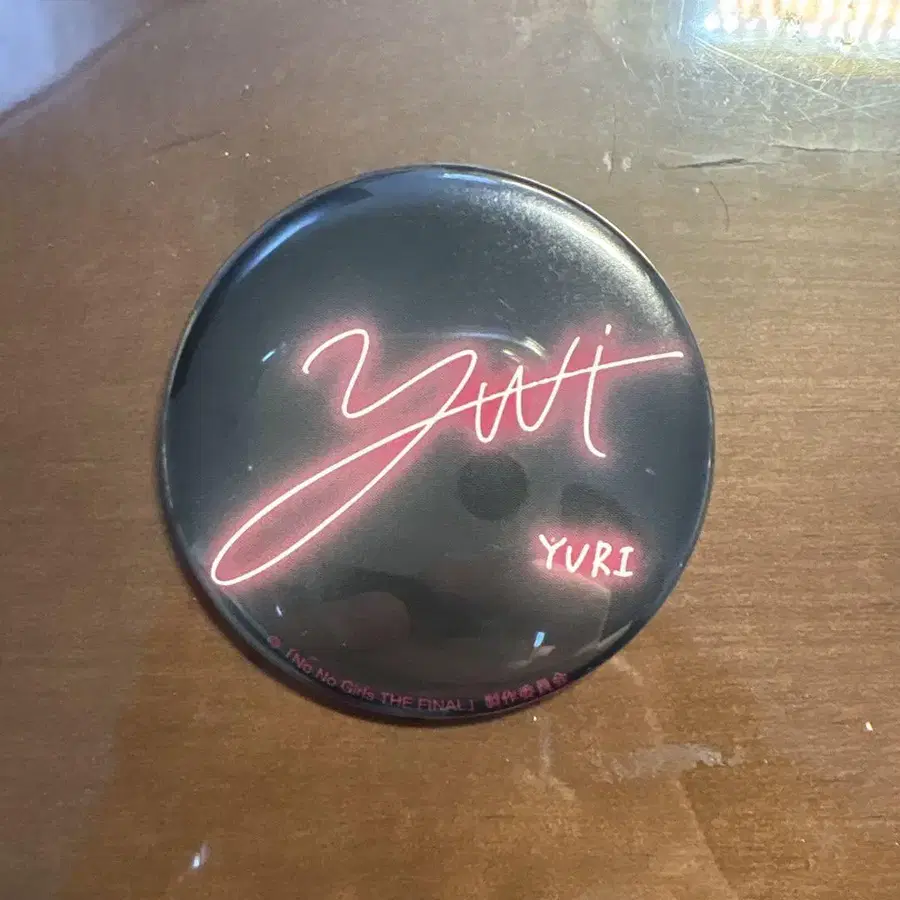 Yuri
YURI
©「No No Girls THE FINAL」製作委員会